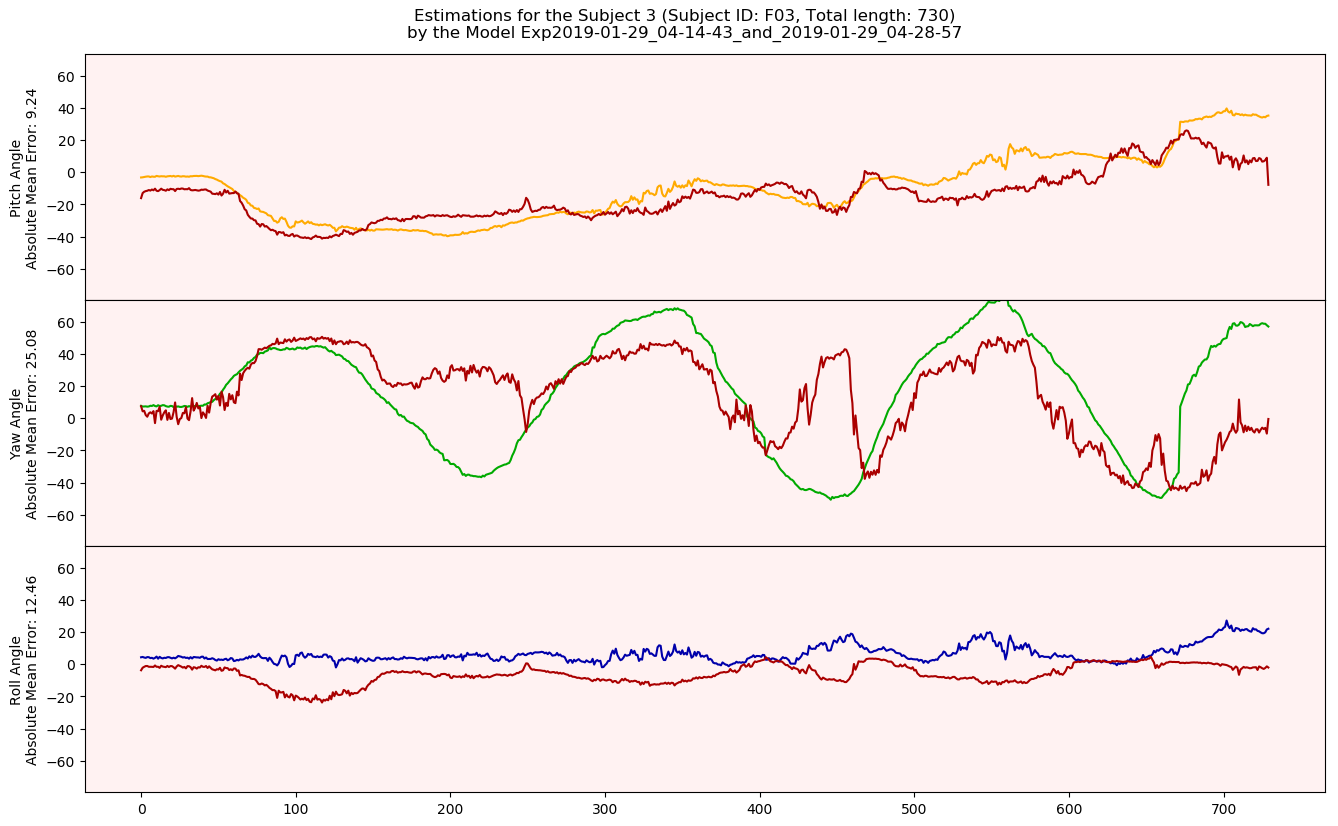 Estimations for the Subject 3 (Subject ID: F03, Total length: 730)
by the Model Exp2019-01-29_04-14-43_and_2019-01-29_04-28-57
Pitch Angle
Absolute Mean Error: 9.24
60
40
20
0
−20
−40
−60
Yaw Angle
Absolute Mean Error: 25.08
60
40
20
0
−20
−40
−60
Roll Angle
Absolute Mean Error: 12.46
60
40
20
0
−20
−40
−60
0 100 200 300 400 500 600 700